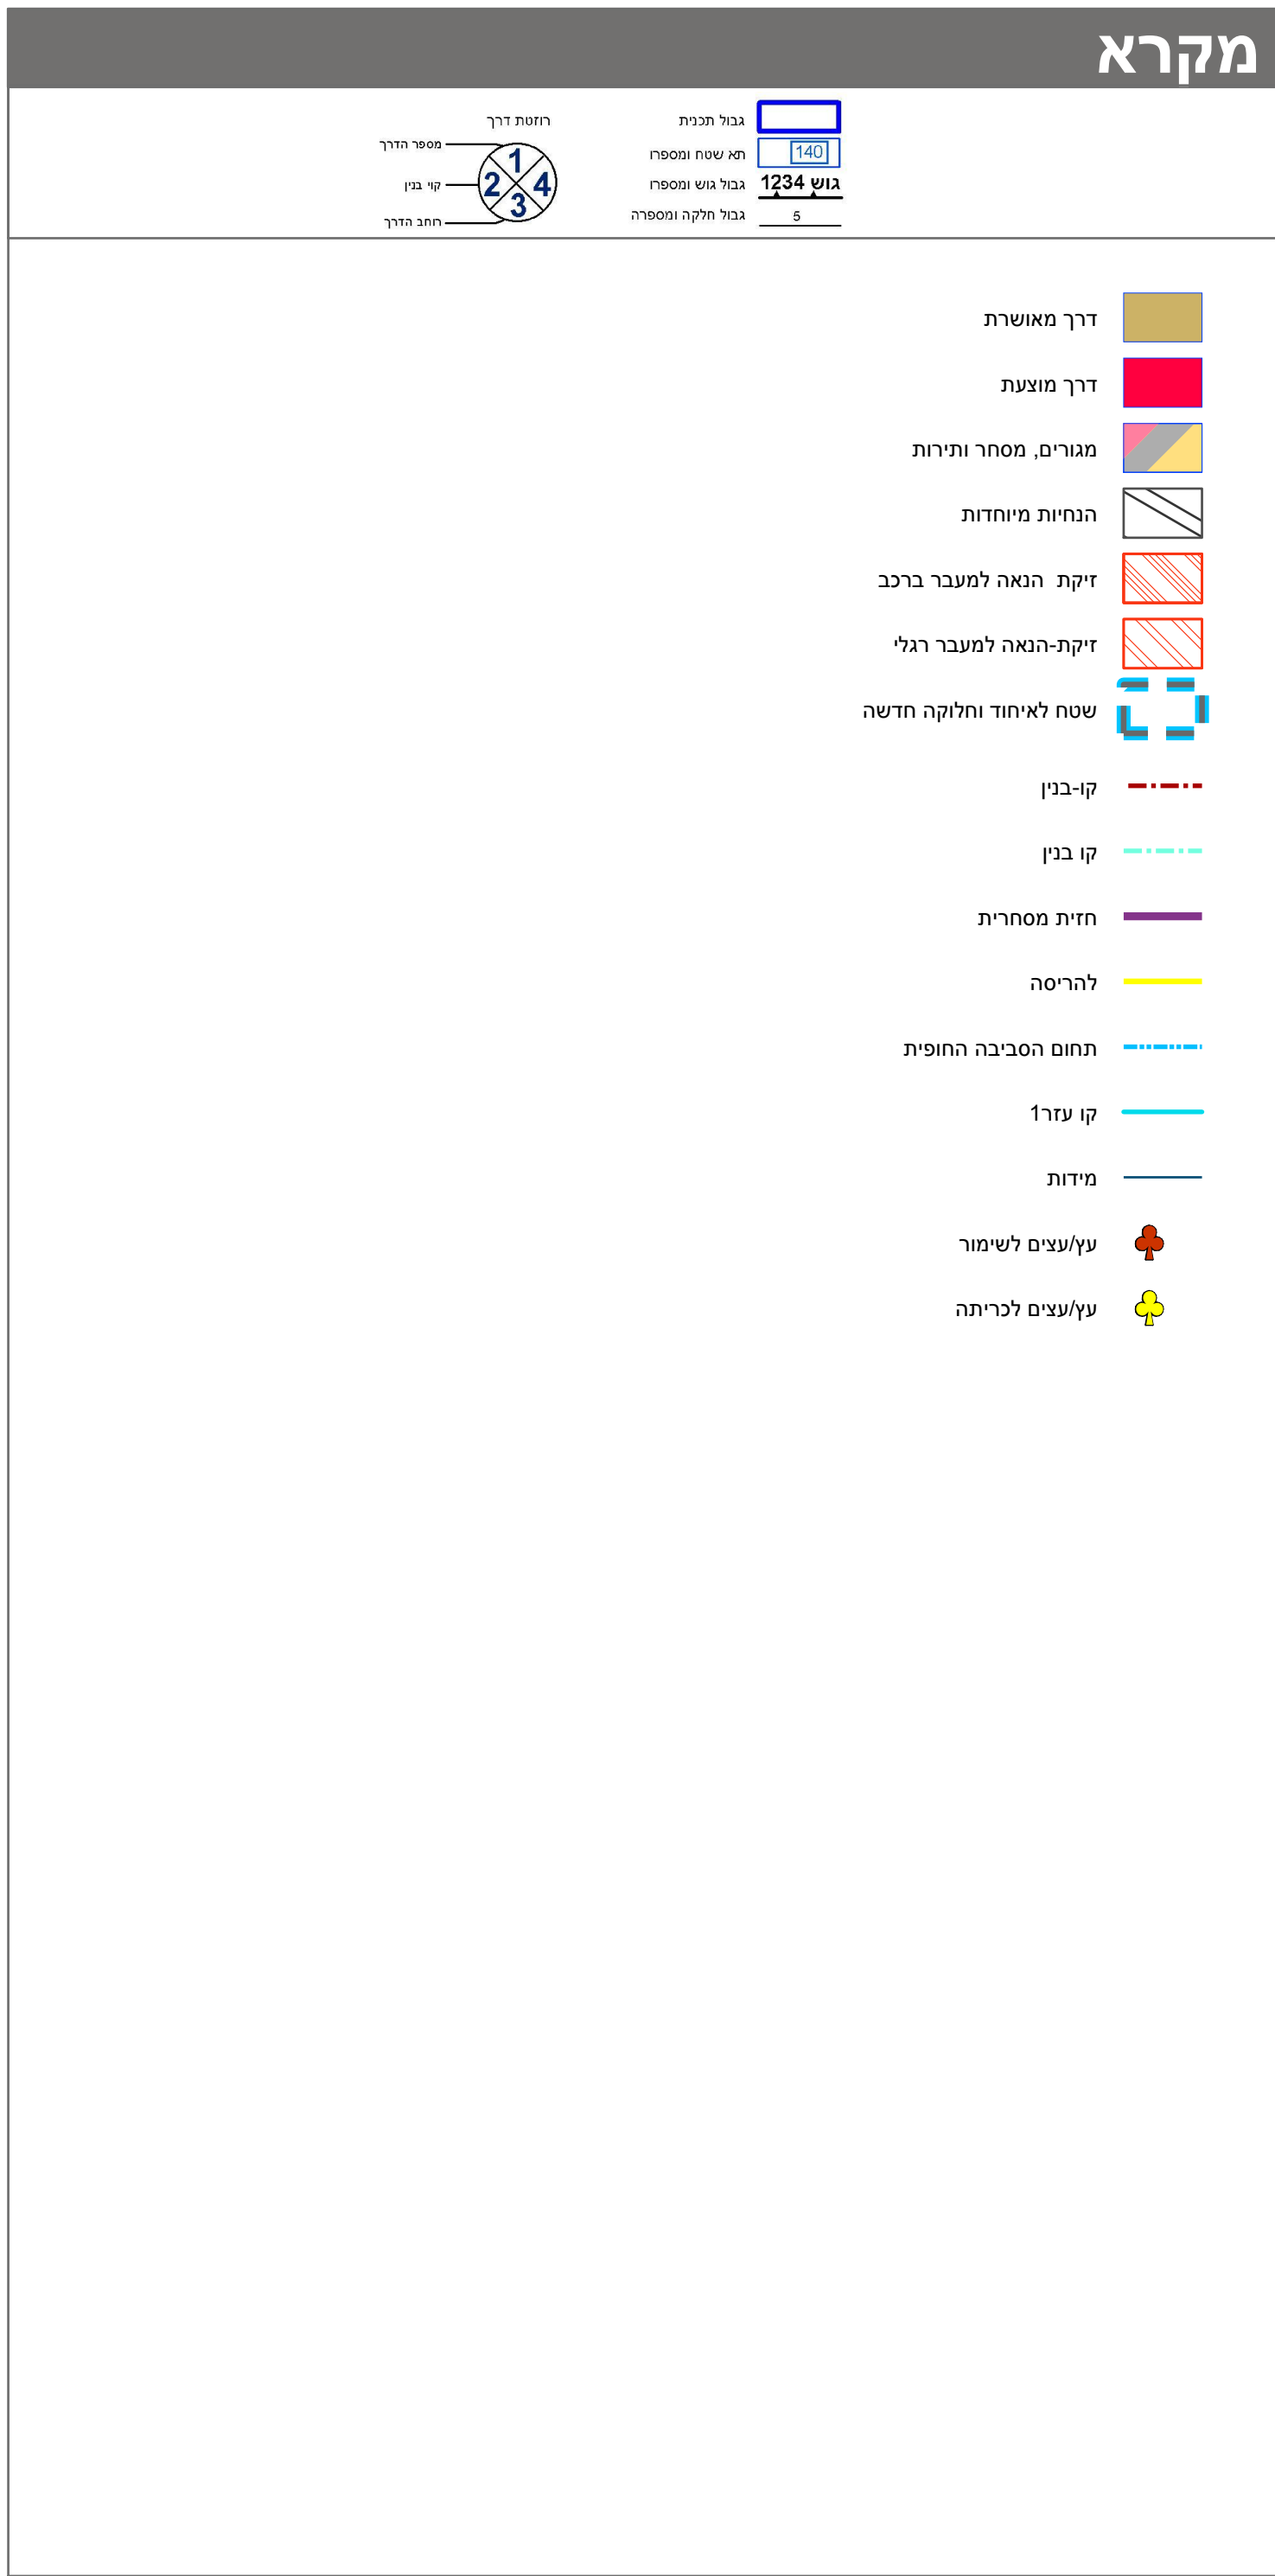 מקרא
גבול תכנית
140
תא שטח ומספרו
גוש 1234
גבול גוש ומספרו
5
גבול חלקה ומספרה
רוזטת דרך
מספר הדרך
קוי בנין
רוחב הדרך
1
2
4
3
דרך מאושרת
דרך מוצעת
מגורים, מסחר ותירות
הנחיות מיוחדות
זיקת הנאה למעבר ברכב
זיקת-הנאה למעבר רגלי
שטח לאיחוד וחלוקה חדשה
קו-בנין
קו בנין
חזית מסחרית
להריסה
תחום הסביבה החופית
קו עזר1
מידות
עץ/עצים לשימור
עץ/עצים לכריתה